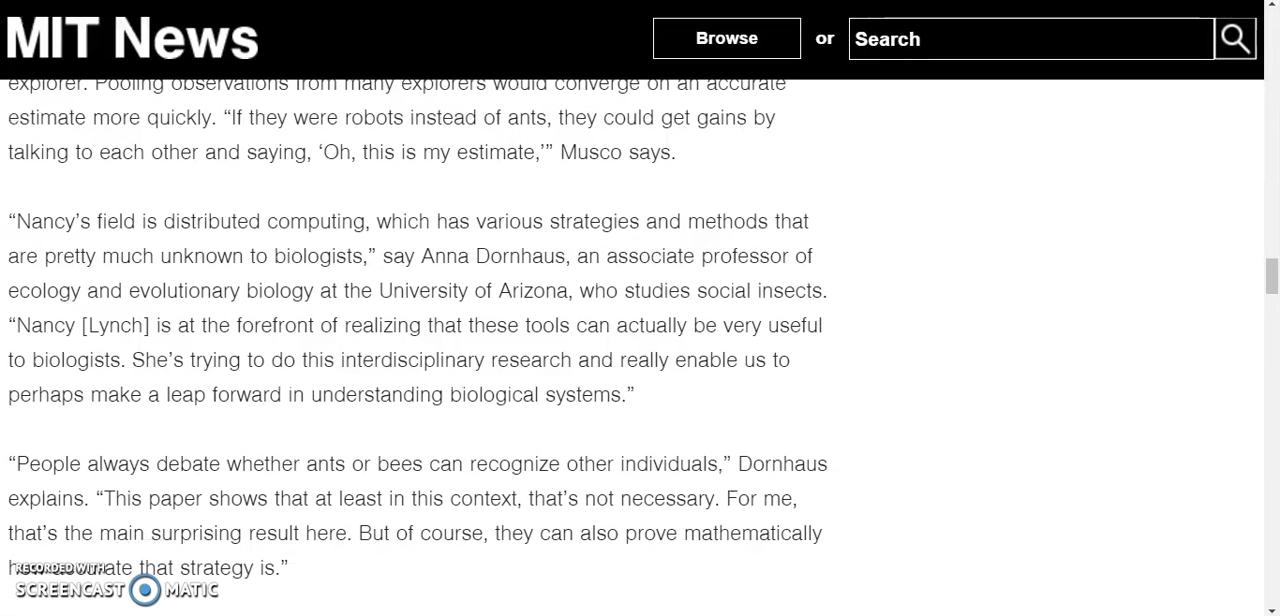 MIT News
Browse
or
Search
explorer. Pooling observations from many explorers would converge on an accurate
estimate more quickly. “If they were robots instead of ants, they could get gains by
talking to each other and saying, ‘Oh, this is my estimate,’” Musco says.
“Nancy’s field is distributed computing, which has various strategies and methods that
are pretty much unknown to biologists,” say Anna Dornhaus, an associate professor of
ecology and evolutionary biology at the University of Arizona, who studies social insects.
“Nancy [Lynch] is at the forefront of realizing that these tools can actually be very useful
to biologists. She’s trying to do this interdisciplinary research and really enable us to
perhaps make a leap forward in understanding biological systems.”
“People always debate whether ants or bees can recognize other individuals,” Dornhaus
explains. “This paper shows that at least in this context, that’s not necessary. For me,
that’s the main surprising result here. But of course, they can also prove mathematically
how accurate that strategy is.”
RECORDED WITH
SCREENCAST MATIC